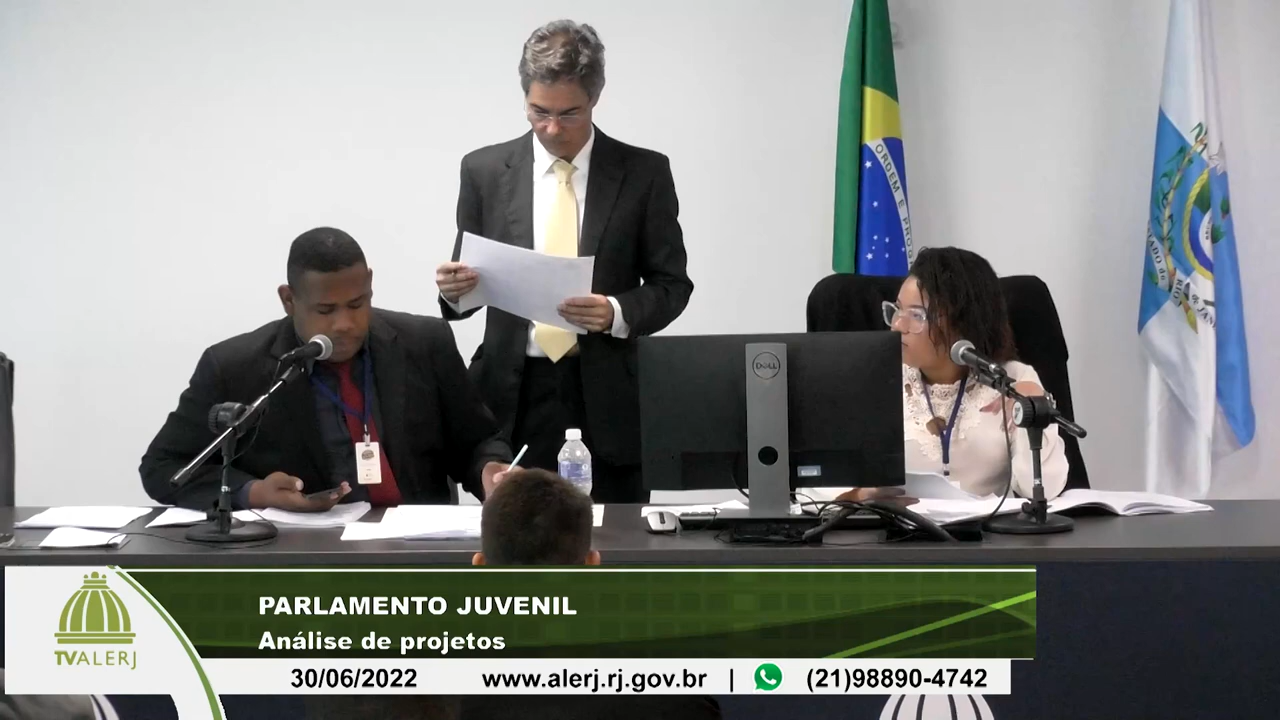 ORDEM E PROG
DELL
PARLAMENTO JUVENIL
Análise de projetos
TVALERJ
30/06/2022 www.alerj.rj.gov.br | (21)98890-4742